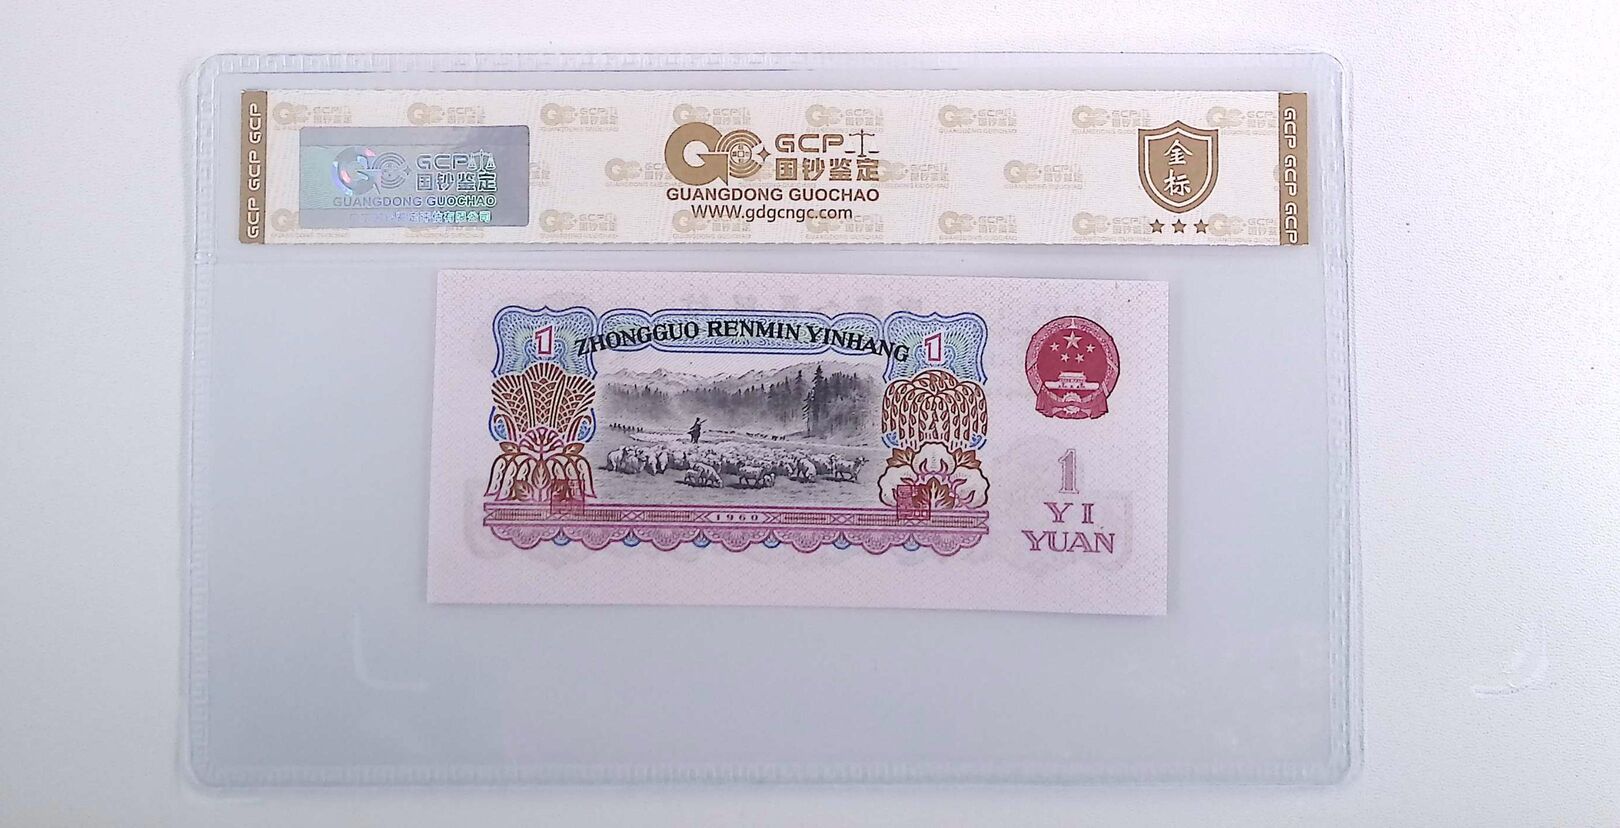 GCP GCP GCP
GCP
国钞鉴定
GUANGDONG GUOCHAO
GCP
国钞鉴定
GUANGDONG GUOCHAO
www.gdgcngc.com
金
标
GCP GCP GCP
ZHONGGUO RENMIN YINHANG
1
1
1960
1
YI
YUAN